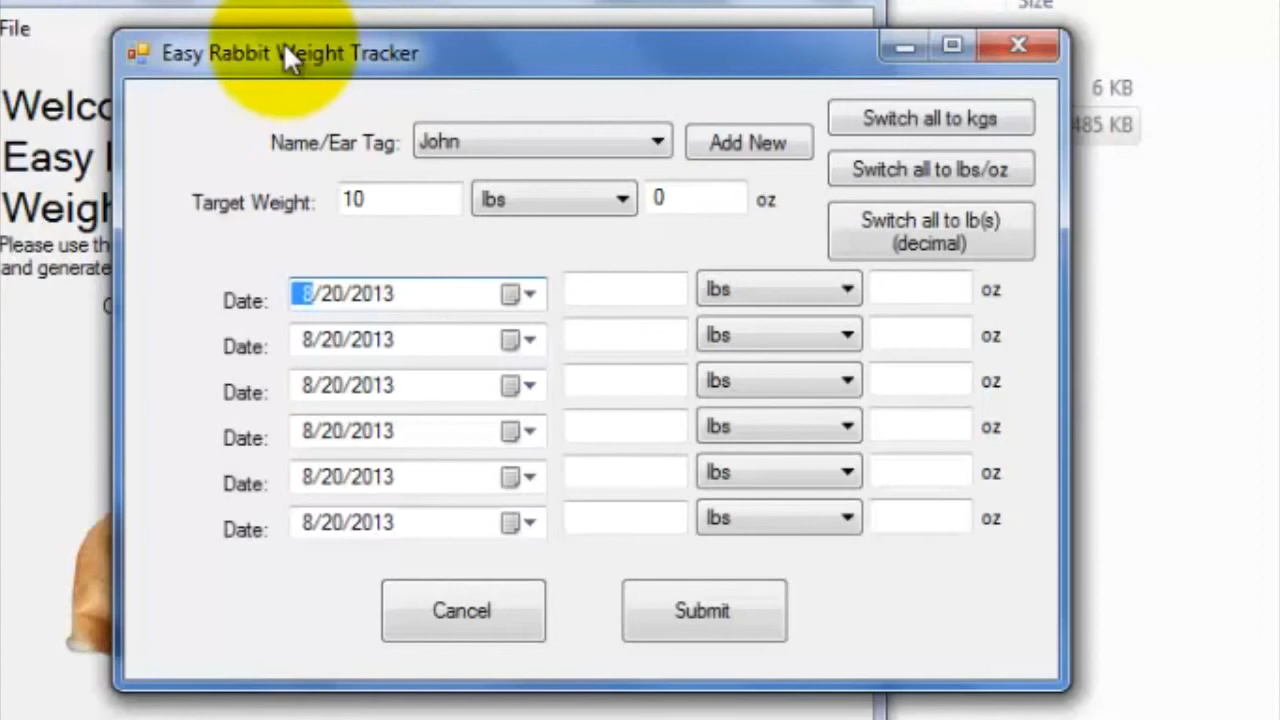 Size
File
Easy Rabbit Weight Tracker
6 KB
485 KB
Welco
Easy
Weigh
Please use th
and generate
Name/Ear Tag: John Add New
Switch all to kgs
Switch all to lbs/oz
Switch all to lb(s)
(decimal)
Target Weight: 10 lbs 0 oz
Date: 8/20/2013 lbs oz
Date: 8/20/2013 lbs oz
Date: 8/20/2013 lbs oz
Date: 8/20/2013 lbs oz
Date: 8/20/2013 lbs oz
Date: 8/20/2013 lbs oz
Cancel Submit